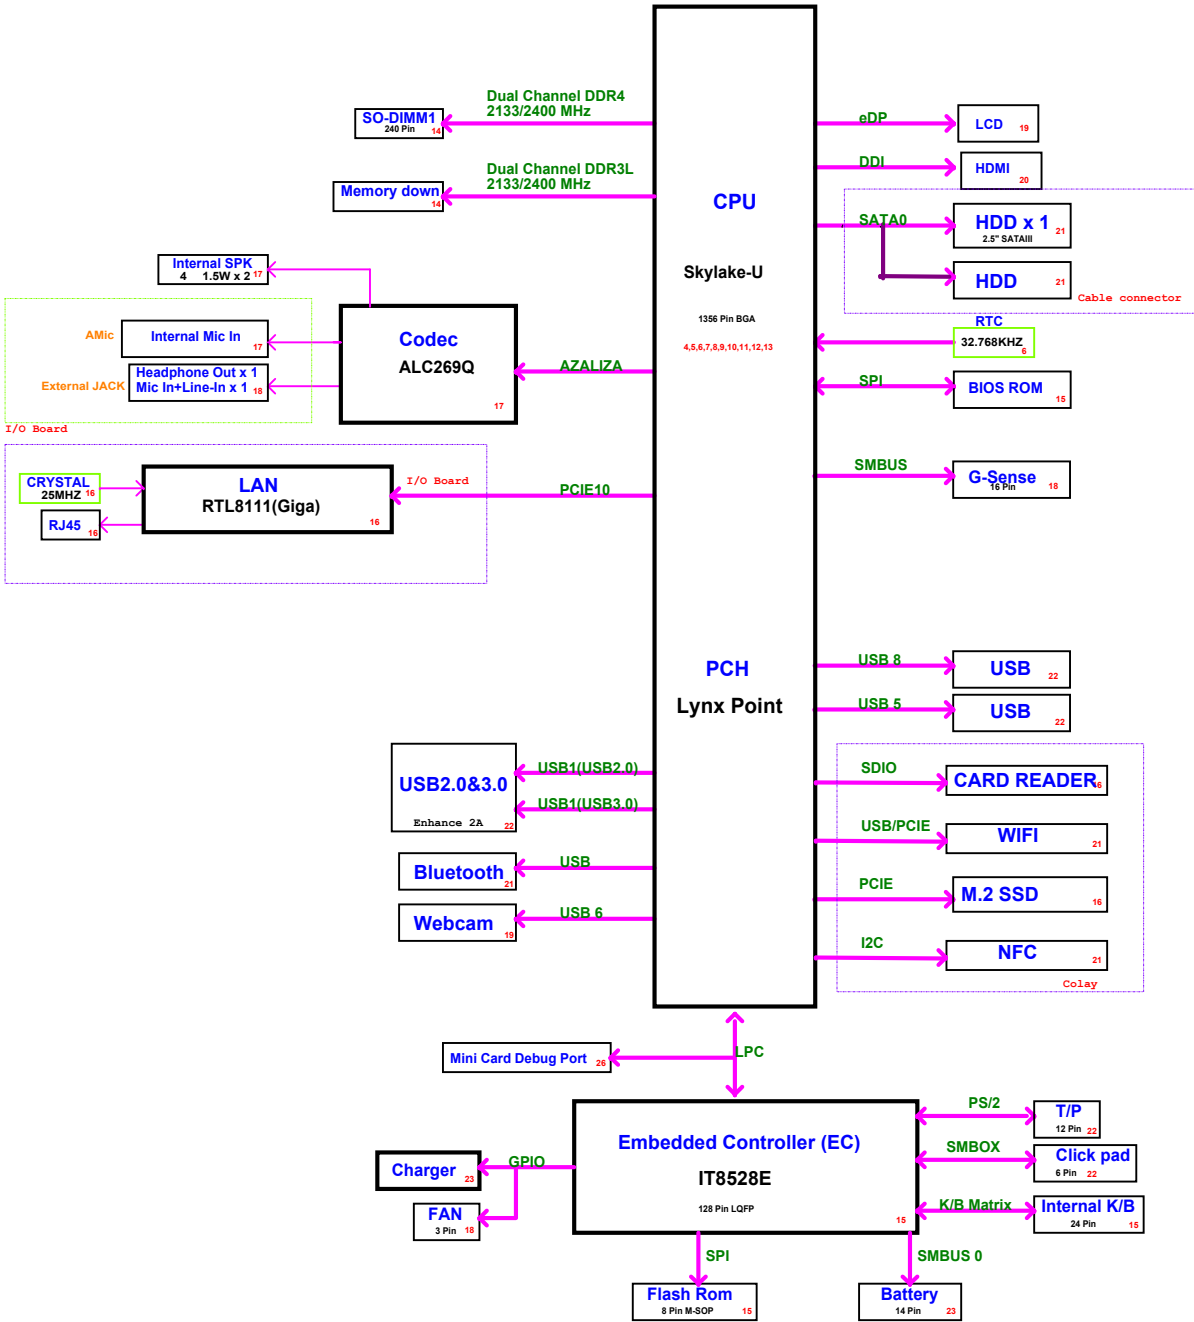 Dual Channel DDR4
2133/2400 MHz
SO-DIMM1
240 Pin
14
Dual Channel DDR3L
2133/2400 MHz
Memory down
14
Internal SPK
4 1.5W x 2 17
AMic
Internal Mic In
17
External JACK
Headphone Out x 1
Mic In+Line-In x 1 18
I/O Board
Codec
ALC269Q
17
AZALIZA
CRYSTAL
25MHZ 16
RJ45
16
LAN
RTL8111(Giga)
16
I/O Board
PCIE10
CPU
Skylake-U
1356 Pin BGA
4,5,6,7,8,9,10,11,12,13
PCH
Lynx Point
eDP
LCD 19
DDI
HDMI
20
SATA0
HDD x 1 21
2.5" SATAIII
HDD 21
Cable connector
RTC
32.768KHZ
6
SPI
BIOS ROM
15
SMBUS
G-Sense
16 Pin 18
USB 8
USB 22
USB 5
USB 22
SDIO
CARD READER 6
USB/PCIE
WIFI 21
PCIE
M.2 SSD 16
I2C
NFC 21
Colay
USB2.0&3.0
Enhance 2A 22
USB1(USB2.0)
USB1(USB3.0)
Bluetooth 21
USB
Webcam 19
USB 6
LPC
Mini Card Debug Port 26
Embedded Controller (EC)
IT8528E
128 Pin LQFP
15
GPIO
Charger 23
FAN
3 Pin 18
PS/2
T/P
12 Pin 22
SMBOX
Click pad
6 Pin 22
K/B Matrix
Internal K/B
24 Pin 15
SPI
Flash Rom
8 Pin M-SOP 15
SMBUS 0
Battery
14 Pin 23